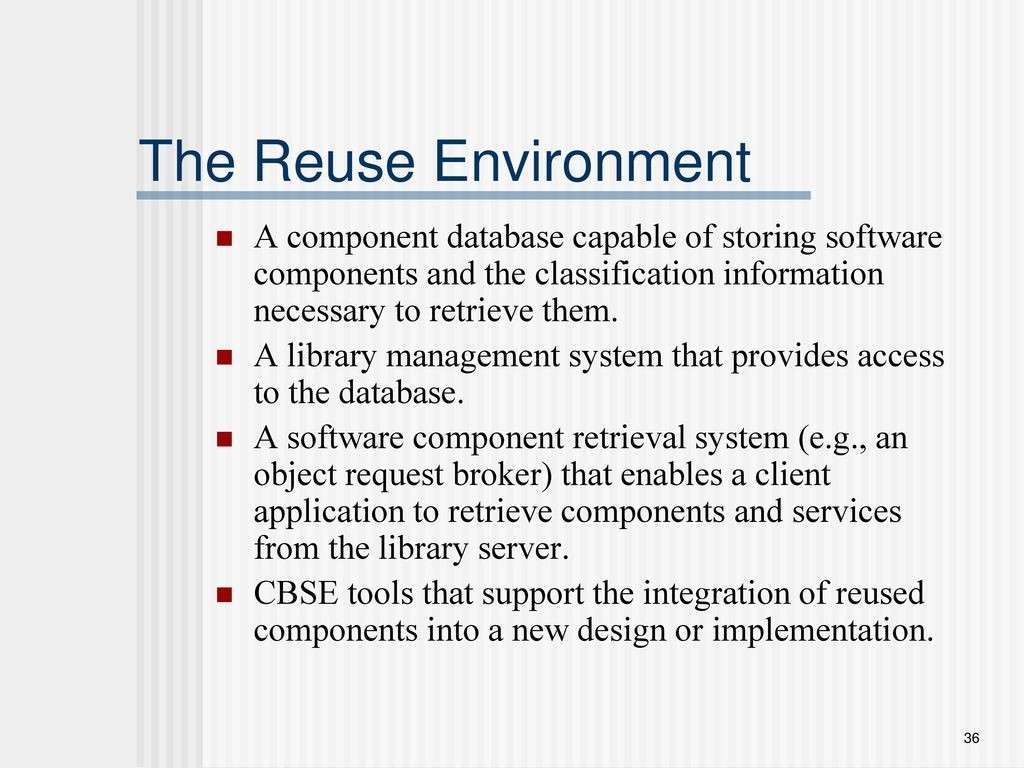 The Reuse Environment
A component database capable of storing software
components and the classification information
necessary to retrieve them.
A library management system that provides access
to the database.
A software component retrieval system (e.g., an
object request broker) that enables a client
application to retrieve components and services
from the library server.
CBSE tools that support the integration of reused
components into a new design or implementation.
36